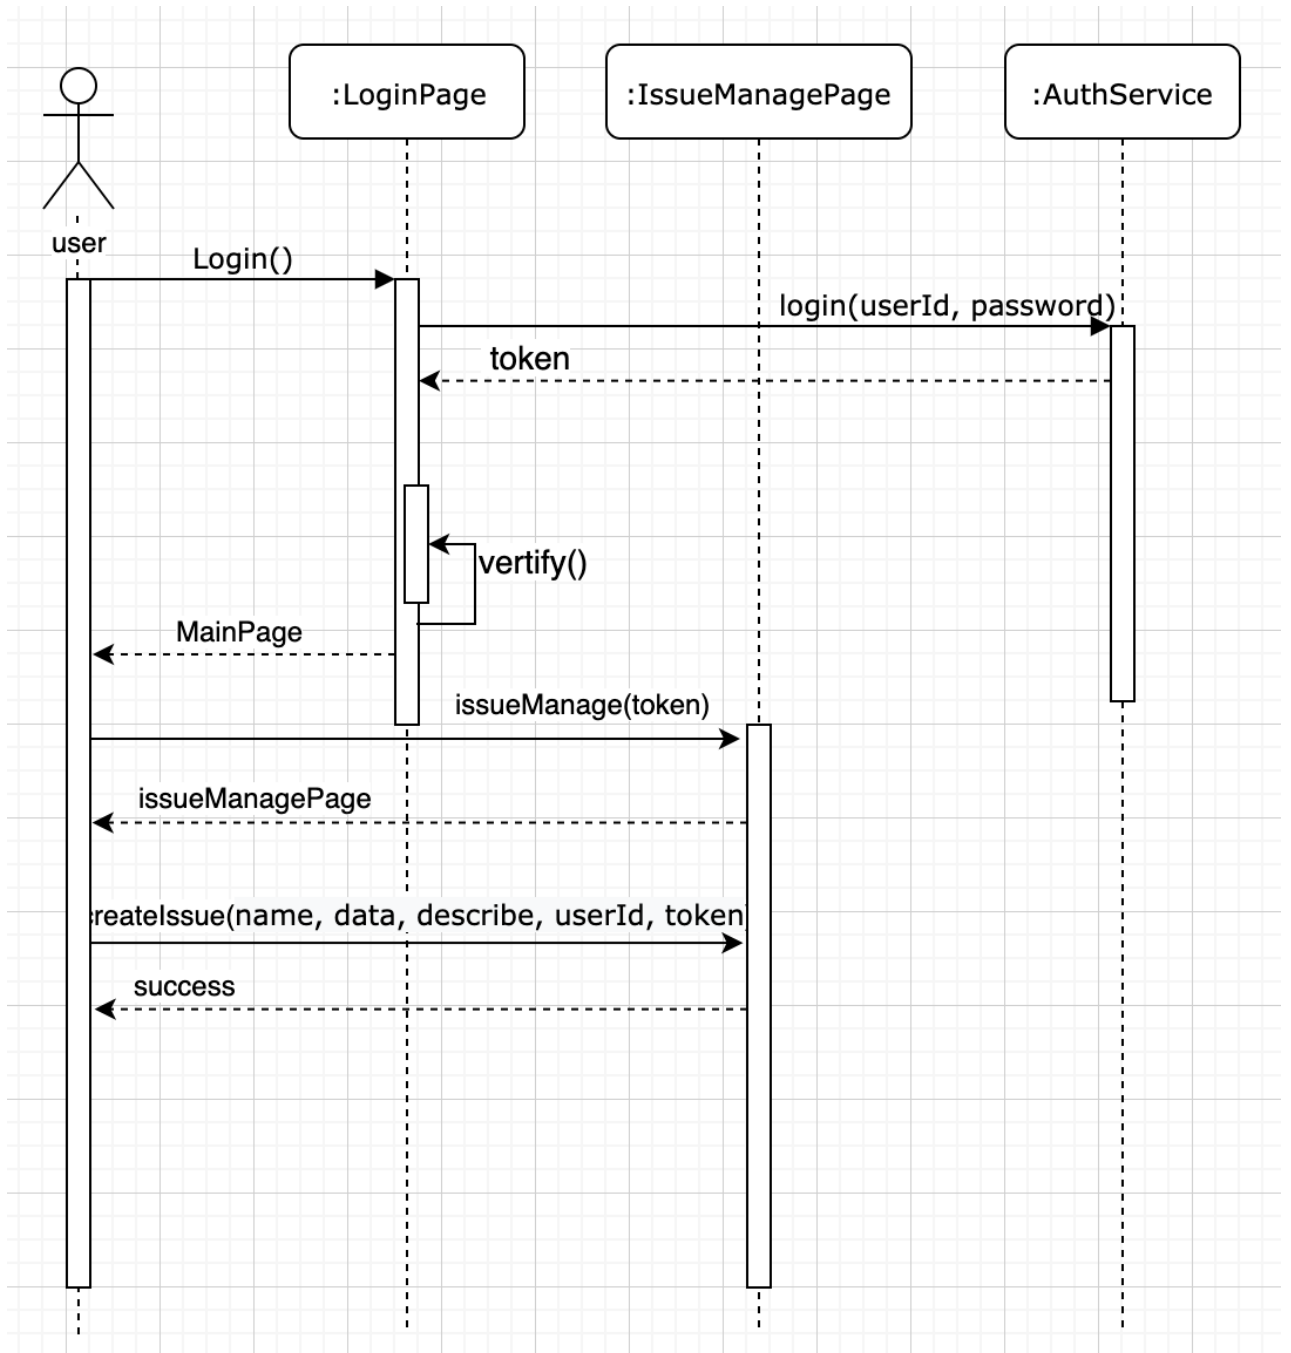 :LoginPage
:IssueManagePage
:AuthService
user
Login()
login(userId, password)
token
vertify()
MainPage
issueManage(token)
issueManagePage
createIssue(name, data, describe, userId, token)
success